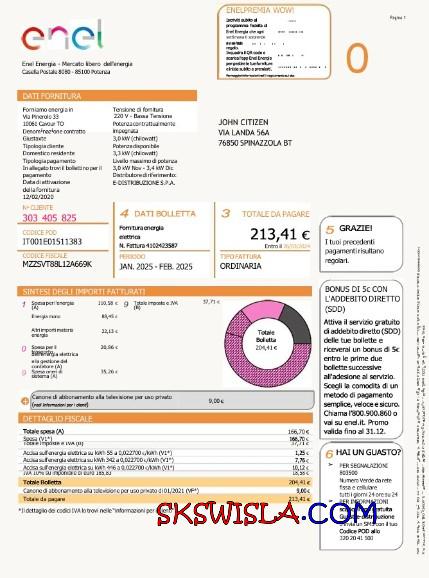 Pagina 1
ENELPREMIA WOW!
Iscriviti subito al
enel
Enel Energia - Mercato libero dell'energia
Casella Postale 8080 - 85100 Potenza
0
DATI FORNITURA
Forniamo energia in
Via Pinerolo 33
10061 Cavour TO
Denominazione contratto
Giustaxte
Tipologia cliente
Domestico residente
Tipologia pagamento
In allegato trovi il bollettino per il
pagamento
Data di attivazione
della fornitura
12/02/2020
Tensione di fornitura
220 V - Bassa Tensione
Potenza contrattualmente
impegnata
3,0 kW (chilowatt)
Potenza disponibile
3,3 kW (chilowatt)
Livello massimo di potenza
3,0 kW Nov - 3,4 kW Dic
Distributore di riferimento:
E-DISTRIBUZIONE S.P.A.
JOHN CITIZEN
VIA LANDA 56A
76850 SPINAZZOLA BT
N° CLIENTE
303 405 825
CODICE POD
IT001E01511383
CODICE FISCALE
MZZSVT88L12A669K
4 DATI BOLLETTA
Fornitura energia
elettrica
N. Fattura 4102423587
PERIODO
JAN. 2025 - FEB. 2025
3 TOTALE DA PAGARE
213,41 €
Entro il
TIPO FATTURA
ORDINARIA
5 GRAZIE!
I tuoi precedenti
pagamenti risultano
regolari.
SINTESI DEGLI IMPORTI FATTURATI
1 Spesa per l'energia
(A)
110,58 €
Energia mono
88,45 €
Altri importi materia
energia
22,13 €
Spesa per il
dell'energia elettrica
e la gestione del
contatore (A)
20,86 €
Spesa oneri di
sistema (A)
35,26 €
9 Totale imposte e IVA
(B)
37,71 €
Totale
Bolletta
204,41 €
Canone di abbonamento alla televisione per uso privato
(vedi informazioni per i clienti)
9,00 €
BONUS DI 5€ CON
L'ADDEBITO DIRETTO
(SDD)
Attiva il servizio gratuito
di addebito diretto (SDD)
delle tue bollette e
riceverai un bonus di 5€
entro le prime due
bollette successive
all'adesione al servizio.
Scegli la comodità di un
metodo di pagamento
semplice, veloce e sicuro.
Chiama l'800.900.860 o
vai su enel.it. Promo
valida fino al 31.12.
DETTAGLIO FISCALE
Totale spesa (A) 166,70 €
Spesa (V1*) 166,70 €
Totale imposte e IVA (B) 37,71 €
Accisa sull'energia elettrica su kWh 55 a 0,022700 €/kWh (V1*) 1,25 €
Accisa sull'energia elettrica su kWh 342 a 0,022700 €/kWh (V1*) 7,76 €
Accisa sull'energia elettrica su kWh 446 a 0,022700 €/kWh (V1*) 10,12 €
IVA 10% su imponibile di Euro 185,83 18,58 €
Totale Bolletta 204,41 €
Canone di abbonamento alla televisione per uso privato di 01/2021 (VF*) 9,00 €
Totale da pagare 213,41 €
*Il dettaglio dei codici IVA lo trovi nelle "Informazioni per i clienti"
6 HAI UN GUASTO?
PER SEGNALAZIONI
803500
Numero Verde da rete
fissa e cellulare
tutti i giorni 24 ore su 24
PER INFORMAZIONI
Codice POD allo
320 20 41 500
SKSWISLA.COM